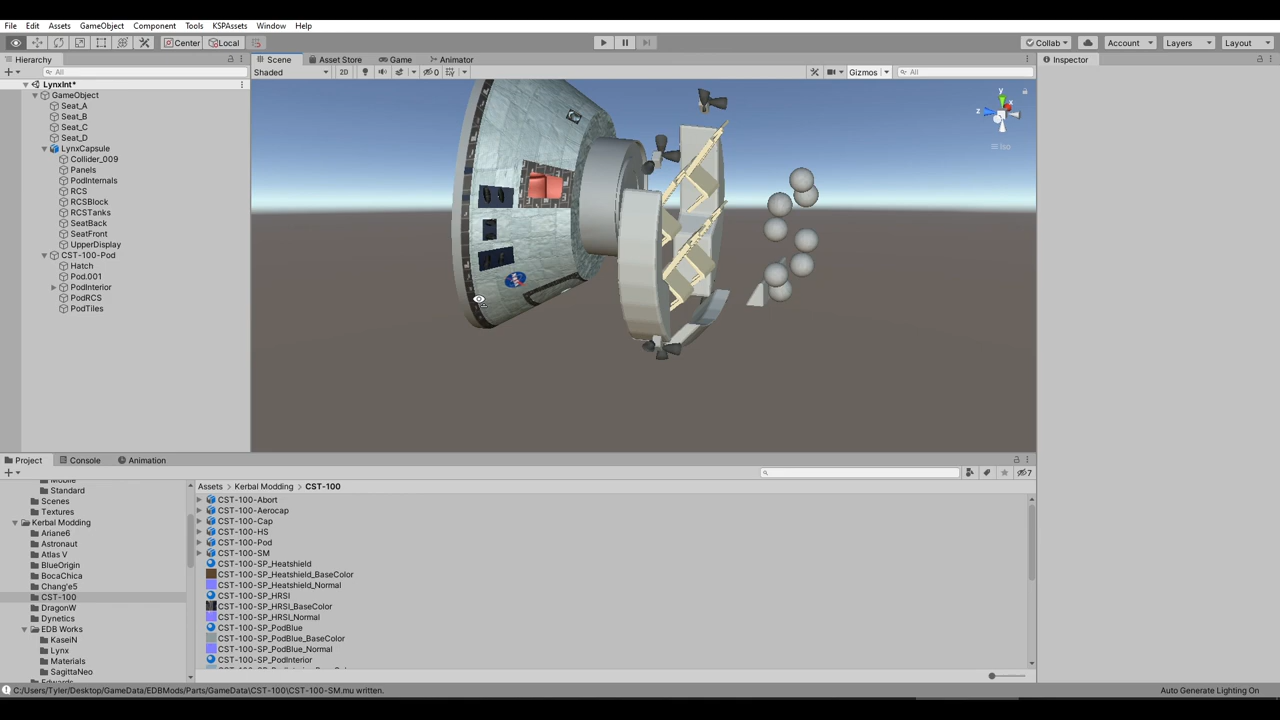 File Edit Assets GameObject Component Tools KSPAssets Window Help
Center Local Collab Account Layers Layout
Hierarchy Scene Asset Store Game Animator Inspector
All Shaded 2D 0 Gizmos All
LynxInt*
GameObject
Seat_A
Seat_B
Seat_C
Seat_D
LynxCapsule
Collider_009
Panels
PodInternals
RCS
RCSBlock
RCSTanks
SeatBack
SeatFront
UpperDisplay
CST-100-Pod
Hatch
Pod.001
PodInterior
PodRCS
PodTiles
y
x
z
Iso
Project Console Animation
7
Mobile
Standard
Scenes
Textures
Kerbal Modding
Ariane6
Astronaut
Atlas V
BlueOrigin
BocaChica
Chang'e5
CST-100
DragonW
Dynetics
EDB Works
KaseiN
Lynx
Materials
SagittaNeo
Edwards
Assets Kerbal Modding CST-100
CST-100-Abort
CST-100-Aerocap
CST-100-Cap
CST-100-HS
CST-100-Pod
CST-100-SM
CST-100-SP_Heatshield
CST-100-SP_Heatshield_BaseColor
CST-100-SP_Heatshield_Normal
CST-100-SP_HRSI
CST-100-SP_HRSI_BaseColor
CST-100-SP_HRSI_Normal
CST-100-SP_PodBlue
CST-100-SP_PodBlue_BaseColor
CST-100-SP_PodBlue_Normal
CST-100-SP_PodInterior
C:/Users/Tyler/Desktop/GameData/EDBMods/Parts/GameData\CST-100\CST-100-SM.mu written.
Auto Generate Lighting On